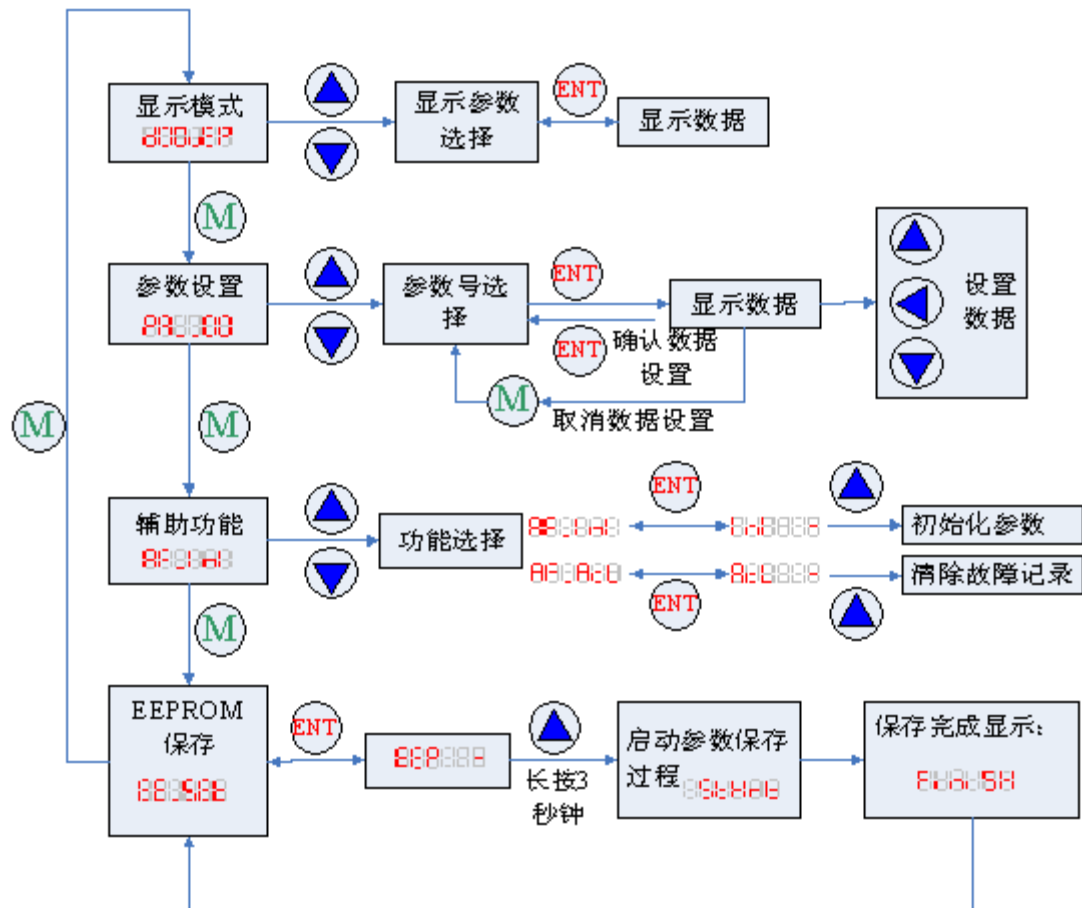 显示模式
显示参数
选择
ENT
显示数据
M
参数设置
参数号选
择
ENT
显示数据
设置
数据
ENT
确认数据
设置
M
取消数据设置
M
M
辅助功能
功能选择
ENT
初始化参数
清除故障记录
ENT
M
EEPROM
保存
ENT
长按3
秒钟
启动参数保存
过程
保存完成显示: